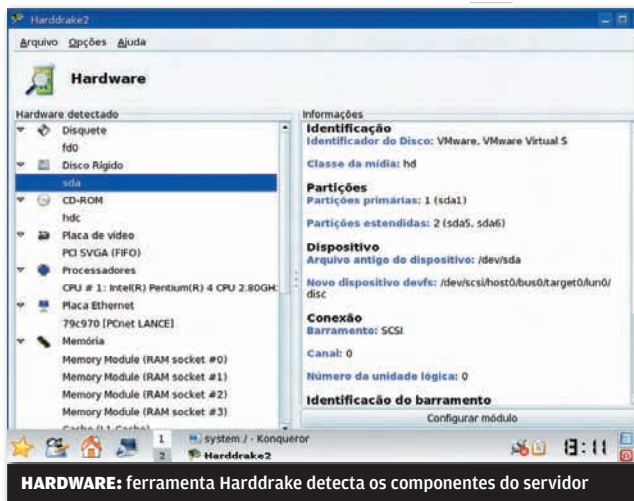 Harddrake2
Arquivo Opções Ajuda
Hardware
Hardware detectado
Disquete
fd0
Disco Rígido
sda
CD-ROM
hdc
Placa de vídeo
PCI SVGA (FIFO)
Processadores
CPU # 1: Intel(R) Pentium(R) 4 CPU 2.80GH
Placa Ethernet
79c970 [PCnet LANCE]
Memória
Memory Module (RAM socket #0)
Memory Module (RAM socket #1)
Memory Module (RAM socket #2)
Memory Module (RAM socket #3)
Cache (L1 Cache)
Informações
Identificação
Identificador do Disco: VMware, VMware Virtual S
Classe da mídia: hd
Partições
Partições primárias: 1 (sda1)
Partições estendidas: 2 (sda5, sda6)
Dispositivo
Arquivo antigo do dispositivo: /dev/sda
Novo dispositivo devfs: /dev/scsi/host0/bus0/target0/lun0/
disc
Conexão
Barramento: SCSI
Canal: 0
Número da unidade lógica: 0
Identificação do barramento
Configurar módulo
1
2
system / - Konqueror
Harddrake2
13:11
HARDWARE: ferramenta Harddrake detecta os componentes do servidor